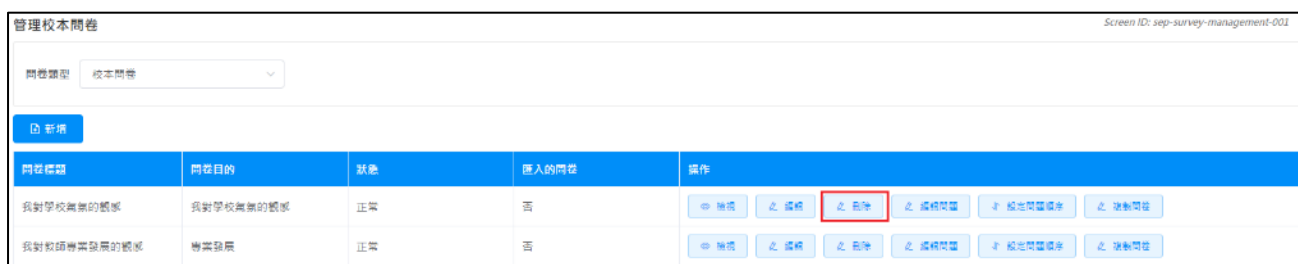 管理校本問卷
Screen ID: sep-survey-management-001
問卷類型 校本問卷
新增
問卷標題 問卷目的 狀態 匯入的問卷 操作
我對學校氣氛的觀感 我對學校氣氛的觀感 正常 否 檢視 編輯 刪除 編輯問題 設定問題順序 複製問卷
我對教師專業發展的觀感 專業發展 正常 否 檢視 編輯 刪除 編輯問題 設定問題順序 複製問卷